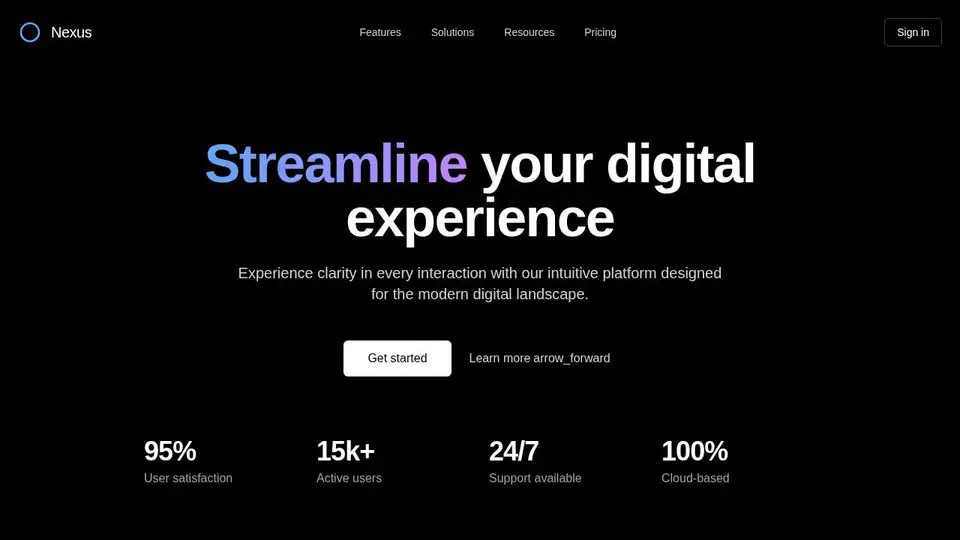 Nexus
Features
Solutions
Resources
Pricing
Sign in
Streamline your digital
experience
Experience clarity in every interaction with our intuitive platform designed
for the modern digital landscape.
Get started
Learn more arrow_forward
95%
User satisfaction
15k+
Active users
24/7
Support available
100%
Cloud-based